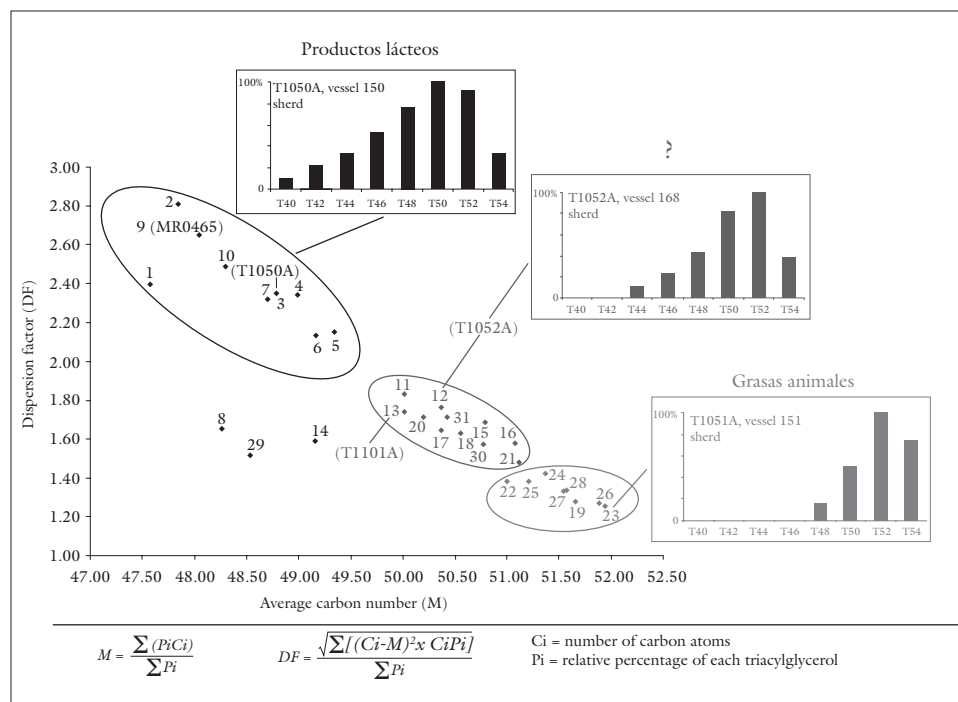 Productos lácteos
100%
T1050A, vessel 150
sherd
0
T40 T42 T44 T46 T48 T50 T52 T54
?
100%
T1052A, vessel 168
sherd
0
T40 T42 T44 T46 T48 T50 T52 T54
Grasas animales
100%
T1051A, vessel 151
sherd
0
T40 T42 T44 T46 T48 T50 T52 T54
Dispersion factor (DF)
3.00
2.80
2.60
2.40
2.20
2.00
1.80
1.60
1.40
1.20
1.00
2
9 (MR0465)
10
(T1050A)
1
7
3
4
6
5
(T1052A)
11
12
13
20
31
17
18
15
30
16
21
(T1101A)
8
29
14
22
25
24
28
27
19
26
23
47.00 47.50 48.00 48.50 49.00 49.50 50.00 50.50 51.00 51.50 52.00 52.50
Average carbon number (M)
M = ∑ (PiCi) / ∑Pi
DF = √∑[(Ci-M)²x CiPi] / ∑Pi
Ci = number of carbon atoms
Pi = relative percentage of each triacylglycerol